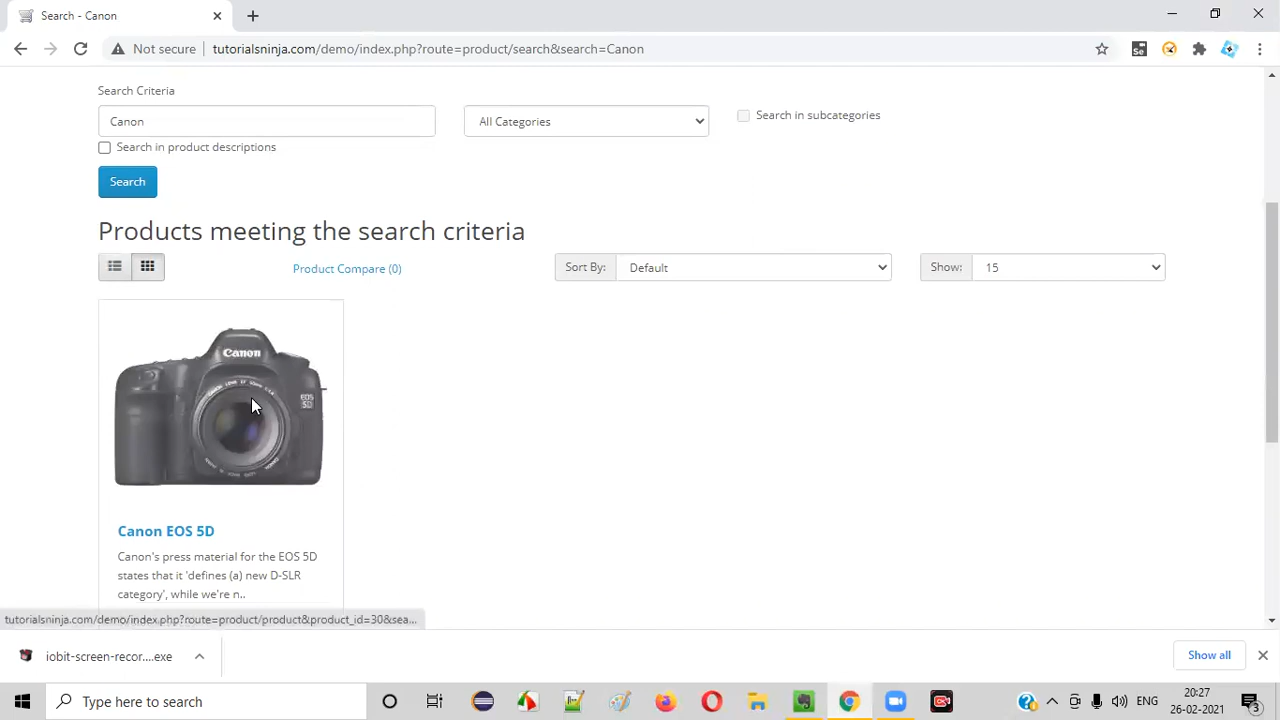 Search - Canon
Not secure tutorialsninja.com/demo/index.php?route=product/search&search=Canon
Se
Search Criteria
Canon
All Categories
Search in subcategories
Search in product descriptions
Search
Products meeting the search criteria
Product Compare (0)
Sort By: Default
Show: 15
Canon
EOS
5D
Canon EOS 5D
Canon's press material for the EOS 5D
states that it 'defines (a) new D-SLR
category', while we're n..
tutorialsninja.com/demo/index.php?route=product/product&product_id=30&sea...
iobit-screen-recor....exe
Show all
Type here to search
ENG
20:27
26-02-2021
3